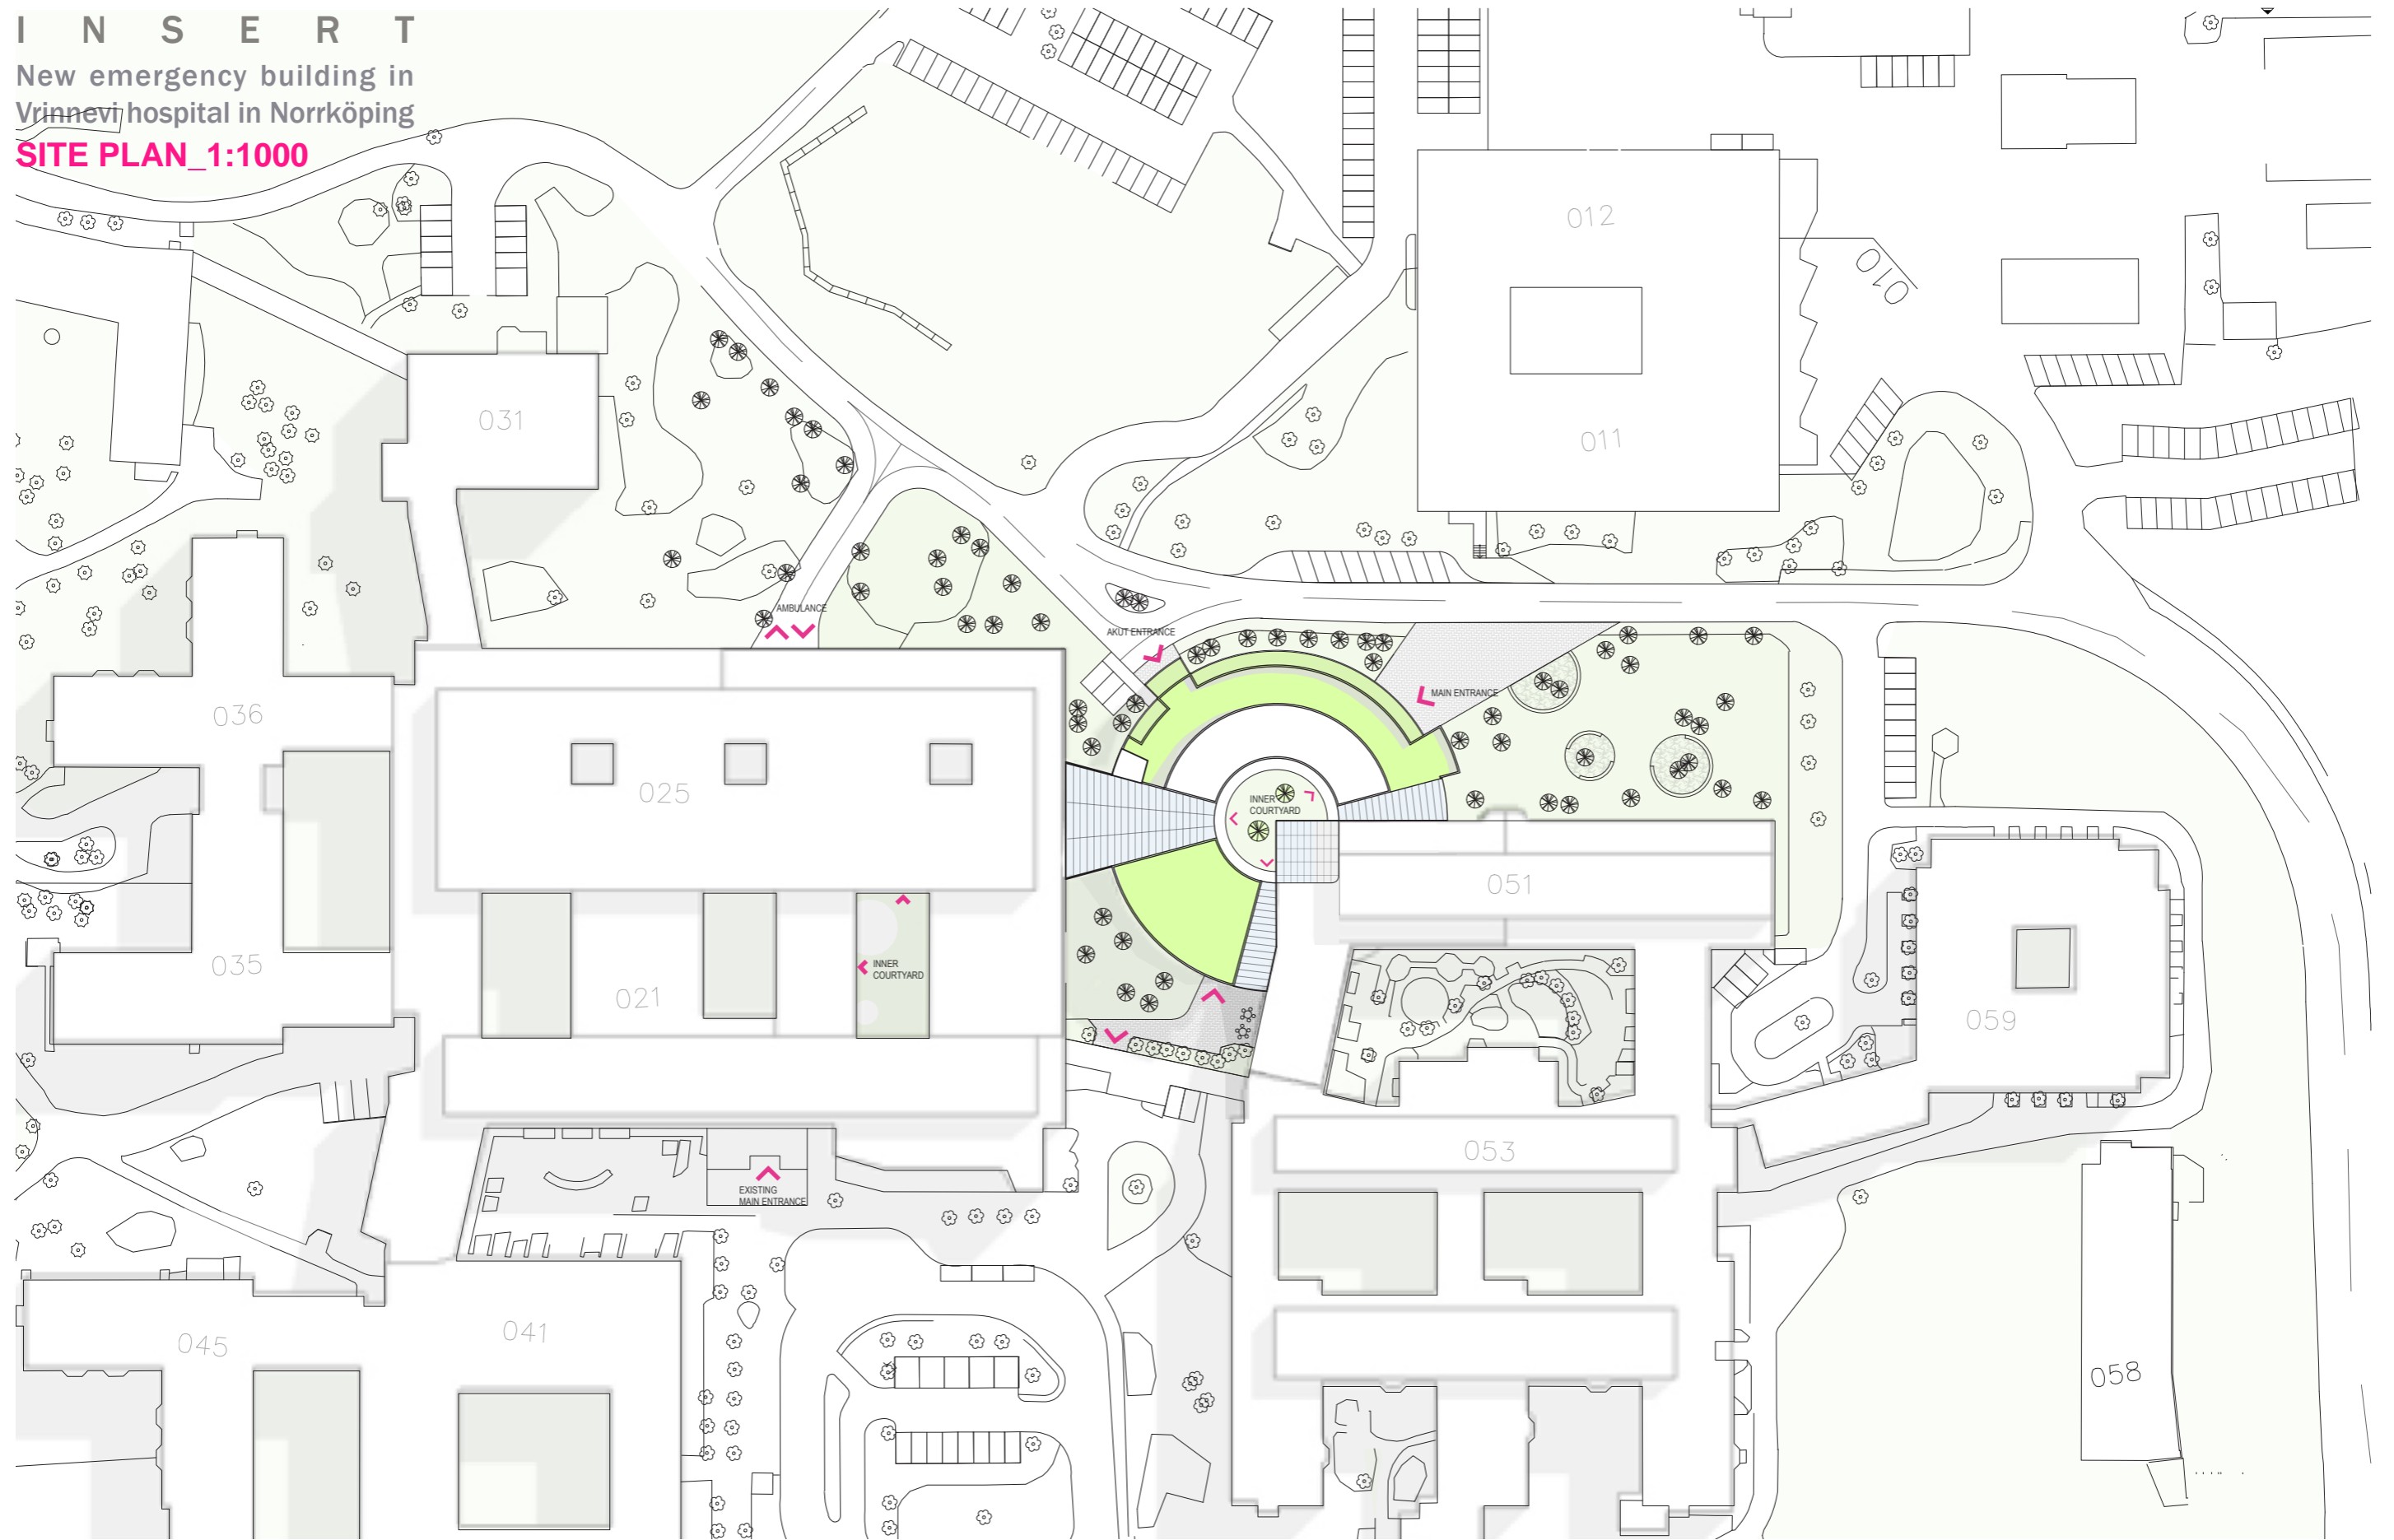 I N S E R T
New emergency building in
Vrinnevi hospital in Norrköping
SITE PLAN_1:1000
012
010
031
011
AMBULANCE
AKUT ENTRANCE
MAIN ENTRANCE
036
025
INNER
COURTYARD
051
035
021
INNER
COURTYARD
059
053
EXISTING
MAIN ENTRANCE
045
041
058